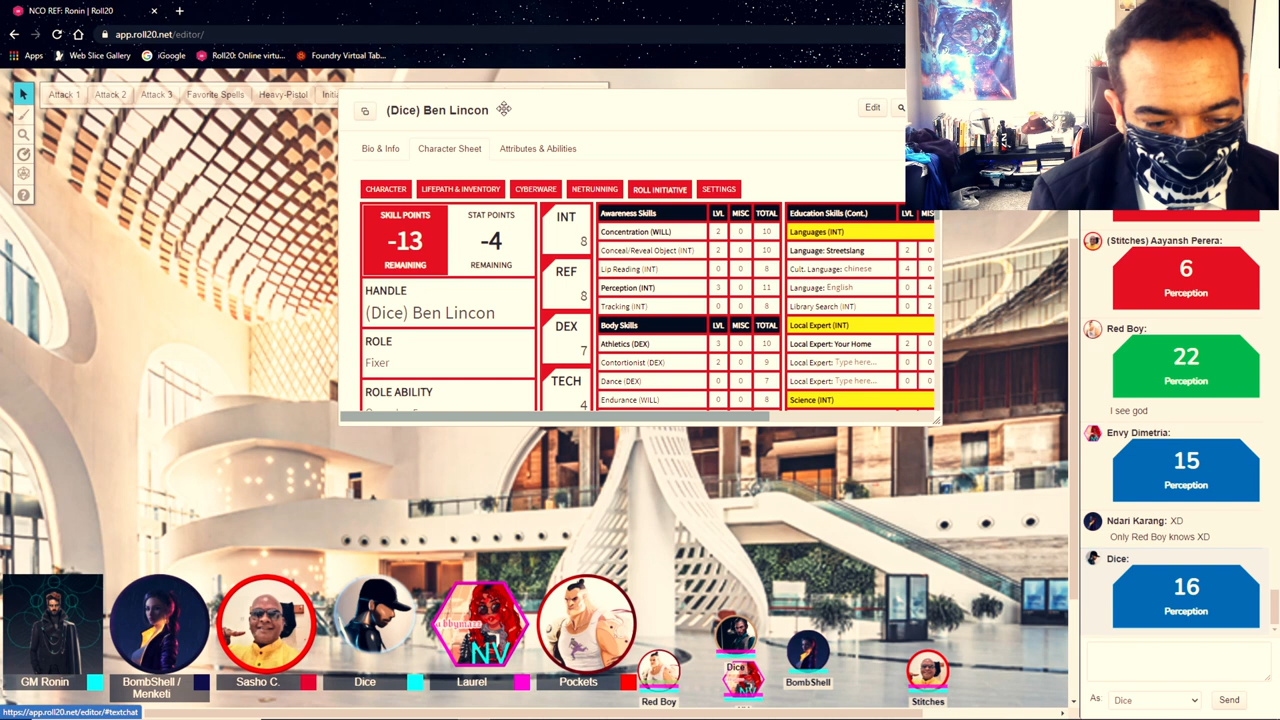 NCO REF: Ronin | Roll20
app.roll20.net/editor/
Apps
Web Slice Gallery
iGoogle
Roll20: Online virtu...
Foundry Virtual Tab...
Attack 1
Attack 2
Attack 3
Favorite Spells
Heavy-Pistol
(Dice) Ben Lincon
Edit
Bio & Info
Character Sheet
Attributes & Abilities
CHARACTER
LIFEPATH & INVENTORY
CYBERWARE
NETRUNNING
ROLL INITIATIVE
SETTINGS
SKILL POINTS
-13
REMAINING
STAT POINTS
-4
REMAINING
HANDLE
(Dice) Ben Lincon
ROLE
Fixer
ROLE ABILITY
INT
8
REF
8
DEX
7
TECH
4
Awareness Skills LVL MISC TOTAL
Concentration (WILL) 2 0 10
Conceal/Reveal Object (INT) 2 0 10
Lip Reading (INT) 0 0 8
Perception (INT) 3 0 11
Tracking (INT) 0 0 8
Body Skills LVL MISC TOTAL
Athletics (DEX) 3 0 10
Contortionist (DEX) 2 0 9
Dance (DEX) 0 0 7
Endurance (WILL) 0 0 8
Education Skills (Cont.) LVL
Languages (INT)
Language: Streetslang 2 0
Cult. Language: chinese 4 0
Language: English 0 4
Library Search (INT) 0 2
Local Expert (INT)
Local Expert: Your Home 2 0
Local Expert: Type here... 0 0
Local Expert: Type here... 0 0
Science (INT)
(Stitches) Aayansh Perera:
6
Perception
Red Boy:
22
Perception
I see god
Envy Dimetria:
15
Perception
Ndari Karang: XD
Only Red Boy knows XD
Dice:
16
Perception
As: Dice
Send
NV
GM Ronin
BombShell /
Menketi
Sasho C.
Dice
Laurel
Pockets
Red Boy
Dice
BombShell
Stitches
https://app.roll20.net/editor/#textchat